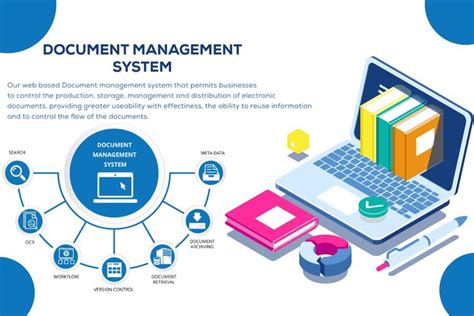 DOCUMENT MANAGEMENT
SYSTEM
Our web based Document management system that permits businesses
to control the production, storage, management and distribution of electronic
documents, providing greater useability with effectiness, the ability to reuse information
and to control the flow of the documents.
DOCUMENT
MANAGEMENT
SYSTEM
SEARCH
META DATA
OCR
DOCUMENT
ARCHIVING
WORKFLOW
DOCUMENT
RETRIEVAL
VERSION CONTROL